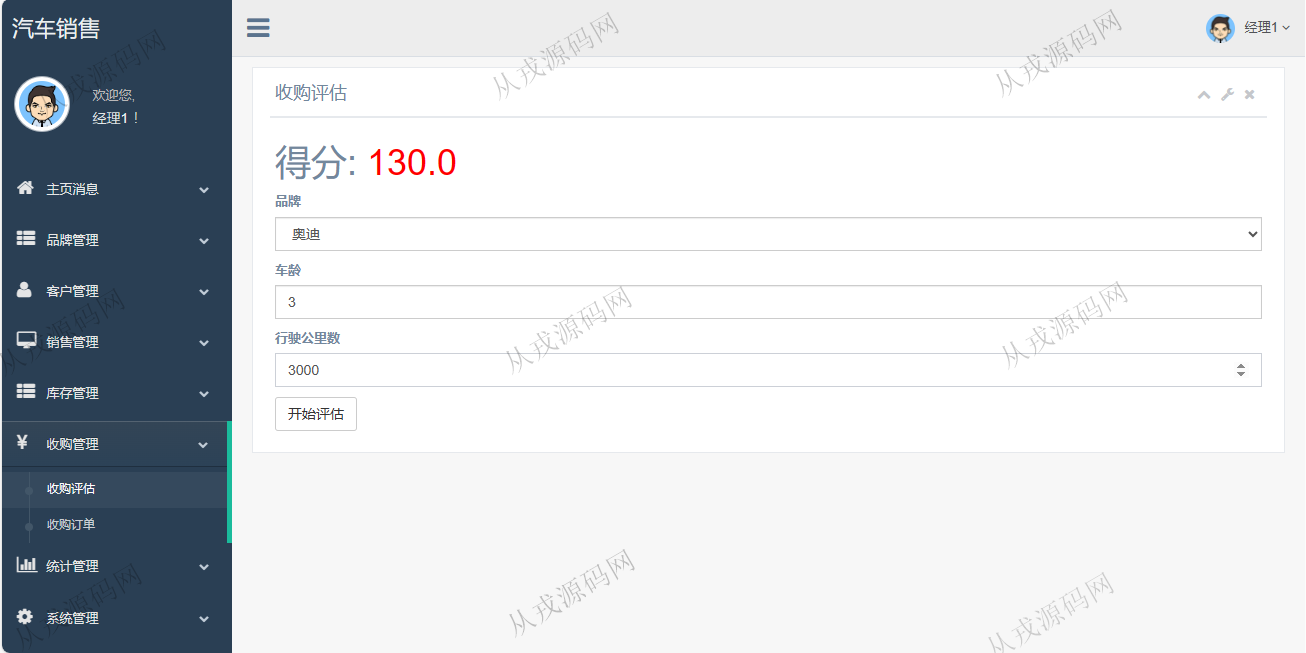 汽车销售
欢迎您,
经理1！
主页消息
品牌管理
客户管理
销售管理
库存管理
收购管理
收购评估
收购订单
统计管理
系统管理
经理1
收购评估
得分: 130.0
品牌
奥迪
车龄
3
行驶公里数
3000
开始评估
从戎源码网
从戎源码网
从戎源码网
从戎源码网
从戎源码网
从戎源码网
从戎源码网
从戎源码网
从戎源码网